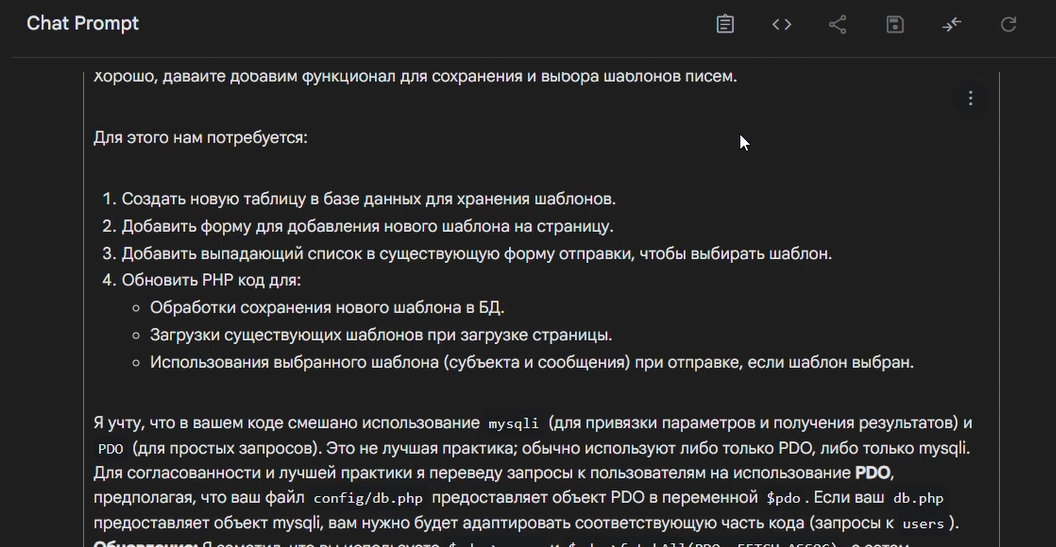 Chat Prompt
Хорошо, давайте добавим функционал для сохранения и выбора шаблонов писем.
Для этого нам потребуется:
1. Создать новую таблицу в базе данных для хранения шаблонов.
2. Добавить форму для добавления нового шаблона на страницу.
3. Добавить выпадающий список в существующую форму отправки, чтобы выбирать шаблон.
4. Обновить PHP код для:
Обработки сохранения нового шаблона в БД.
Загрузки существующих шаблонов при загрузке страницы.
Использования выбранного шаблона (субъекта и сообщения) при отправке, если шаблон выбран.
Я учту, что в вашем коде смешано использование mysqli (для привязки параметров и получения результатов) и
PDO (для простых запросов). Это не лучшая практика; обычно используют либо только PDO, либо только mysqli.
Для согласованности и лучшей практики я переведу запросы к пользователям на использование PDO,
предполагая, что ваш файл config/db.php предоставляет объект PDO в переменной $pdo. Если ваш db.php
предоставляет объект mysqli, вам нужно будет адаптировать соответствующую часть кода (запросы к users).
Обновление: Я заметил, что вы используете